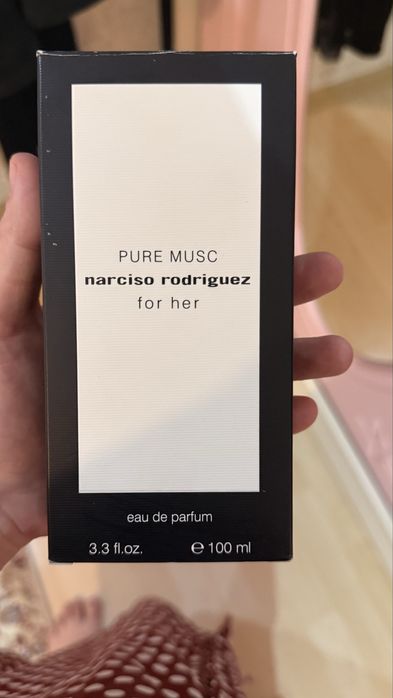 PURE MUSC
narciso rodriguez
for her
eau de parfum
3.3 fl.oz. ℮ 100 ml